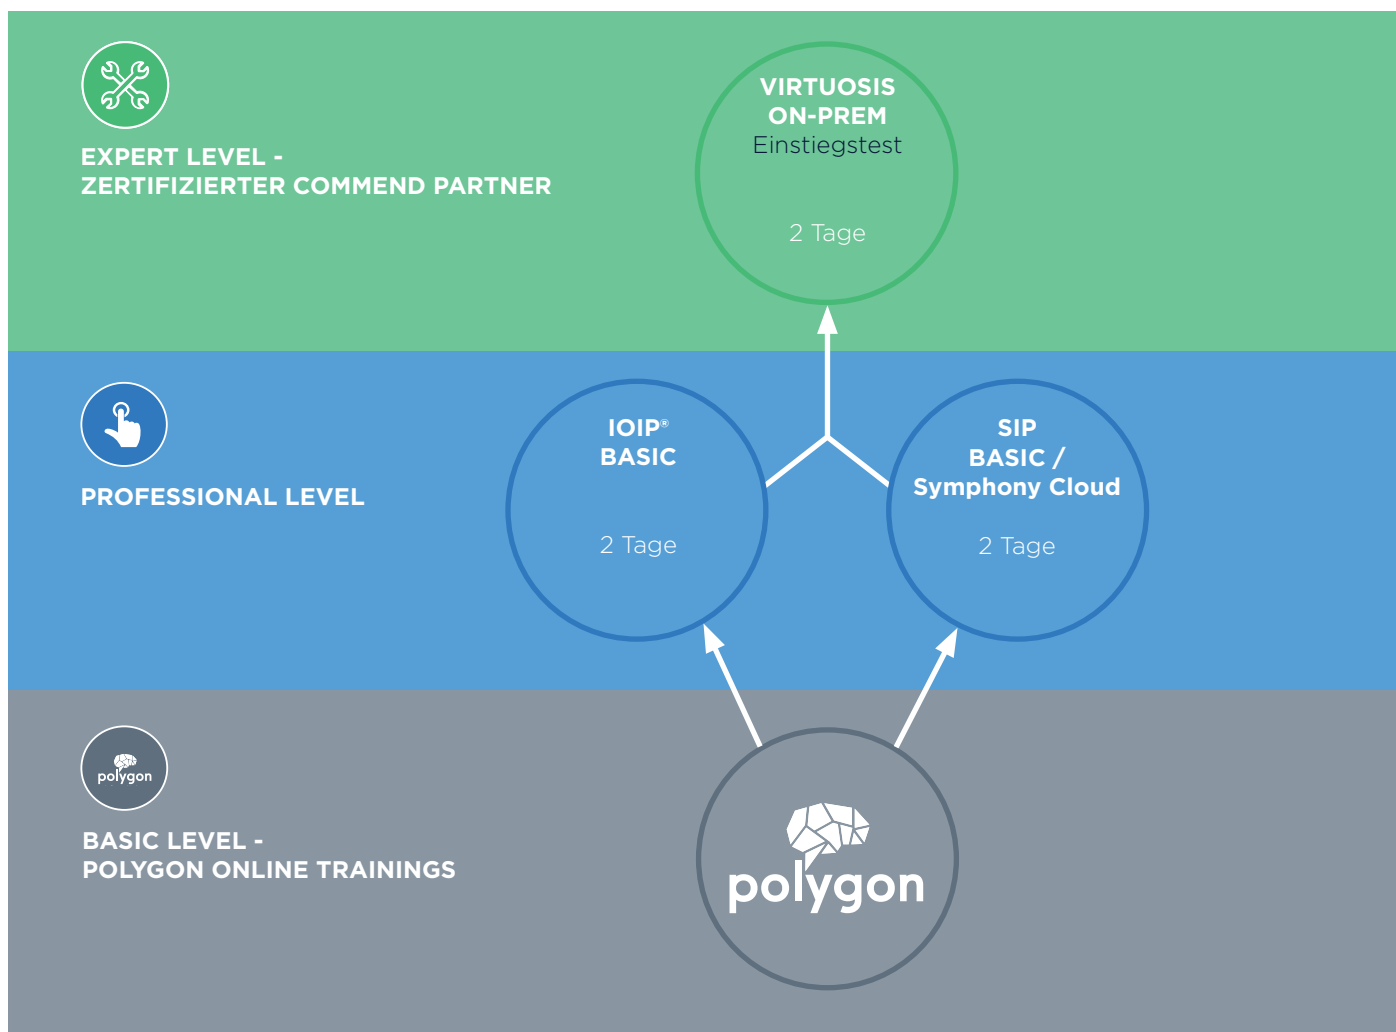 EXPERT LEVEL -
ZERTIFIZIERTER COMMEND PARTNER
VIRTUOSIS
ON-PREM
Einstiegstest
2 Tage
PROFESSIONAL LEVEL
IOIP®
BASIC
2 Tage
SIP
BASIC /
Symphony Cloud
2 Tage
polygon
BASIC LEVEL -
POLYGON ONLINE TRAININGS
polygon